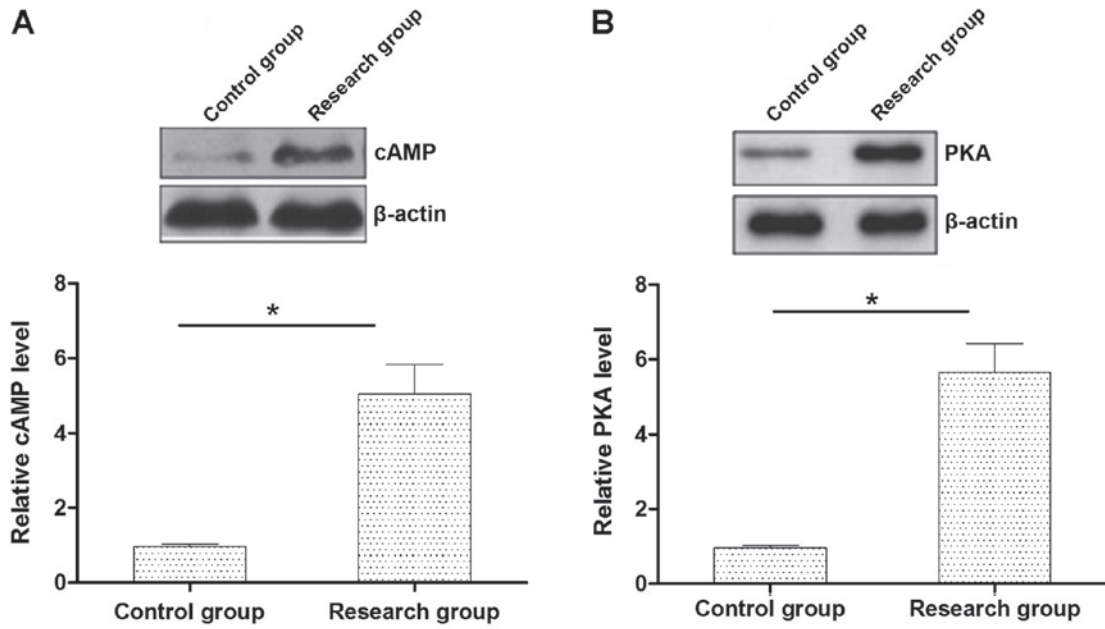 A
Control group
Research group
cAMP
β-actin
8
6
4
2
0
Relative cAMP level
*
Control group
Research group
B
Control group
Research group
PKA
β-actin
8
6
4
2
0
Relative PKA level
*
Control group
Research group